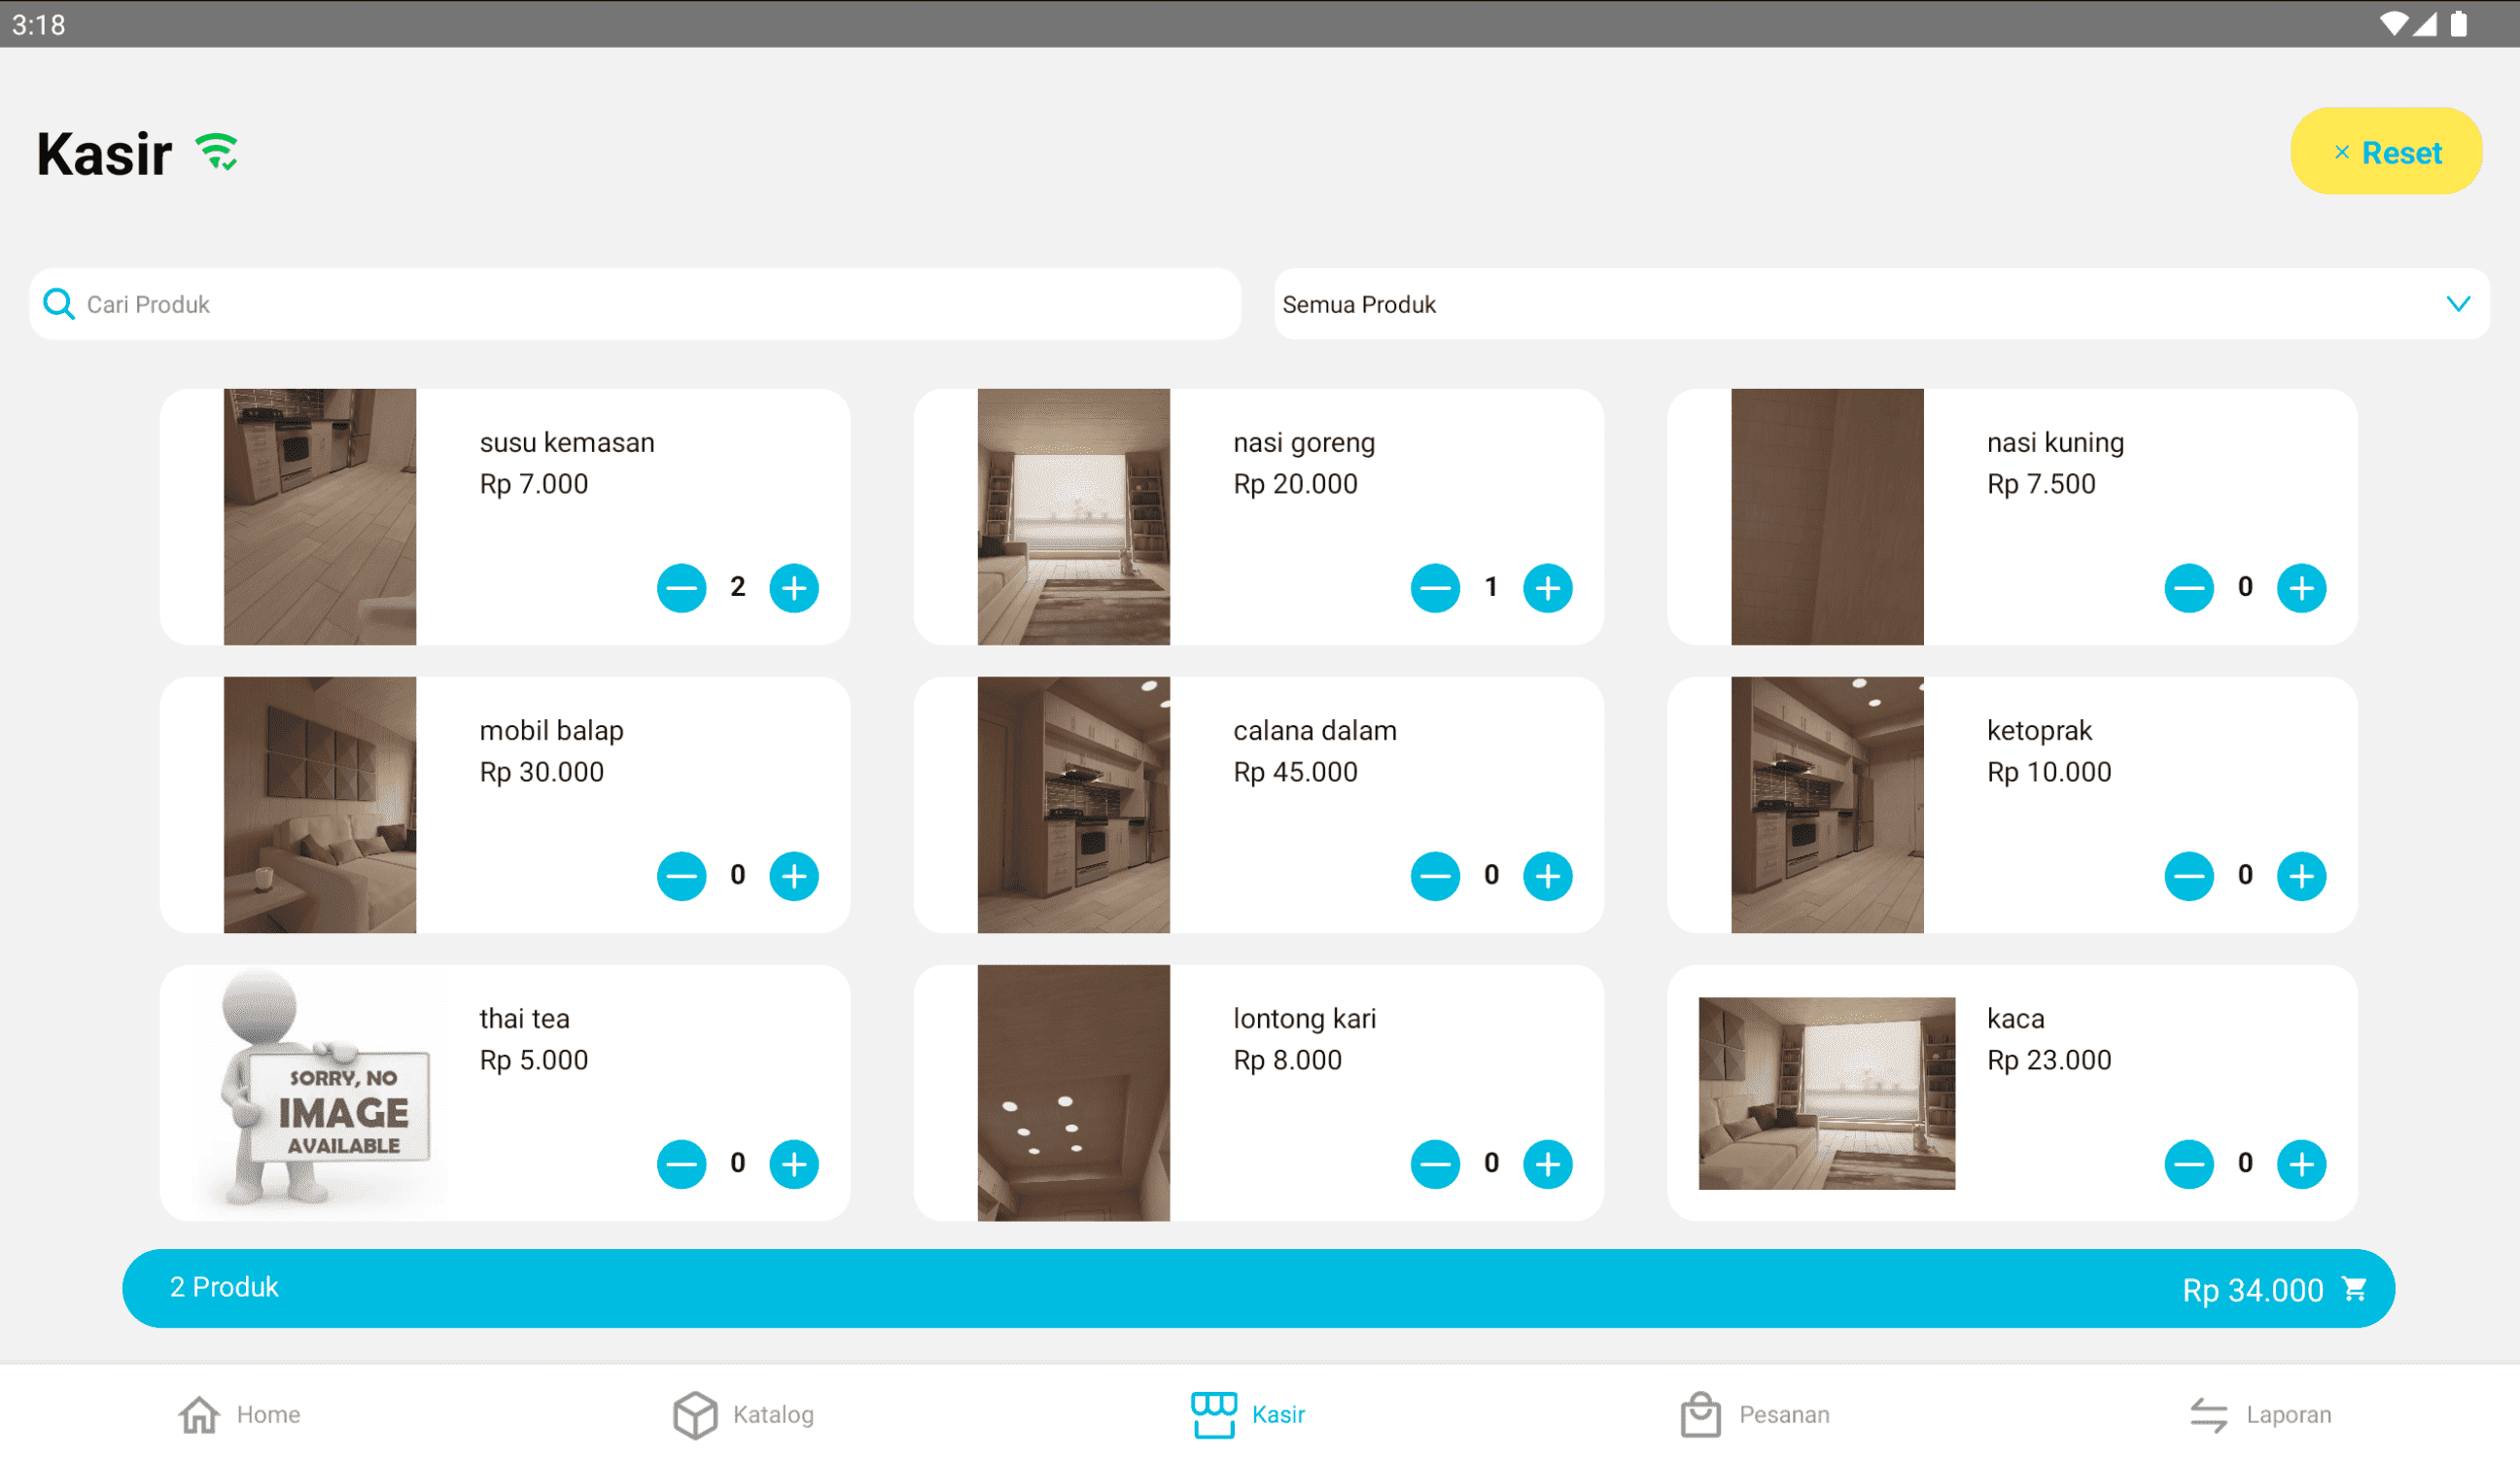 3:18
Kasir
× Reset
Cari Produk
Semua Produk
susu kemasan
Rp 7.000
2
nasi goreng
Rp 20.000
1
nasi kuning
Rp 7.500
0
mobil balap
Rp 30.000
0
calana dalam
Rp 45.000
0
ketoprak
Rp 10.000
0
SORRY, NO
IMAGE
AVAILABLE
thai tea
Rp 5.000
0
lontong kari
Rp 8.000
0
kaca
Rp 23.000
0
2 Produk
Rp 34.000
Home
Katalog
Kasir
Pesanan
Laporan